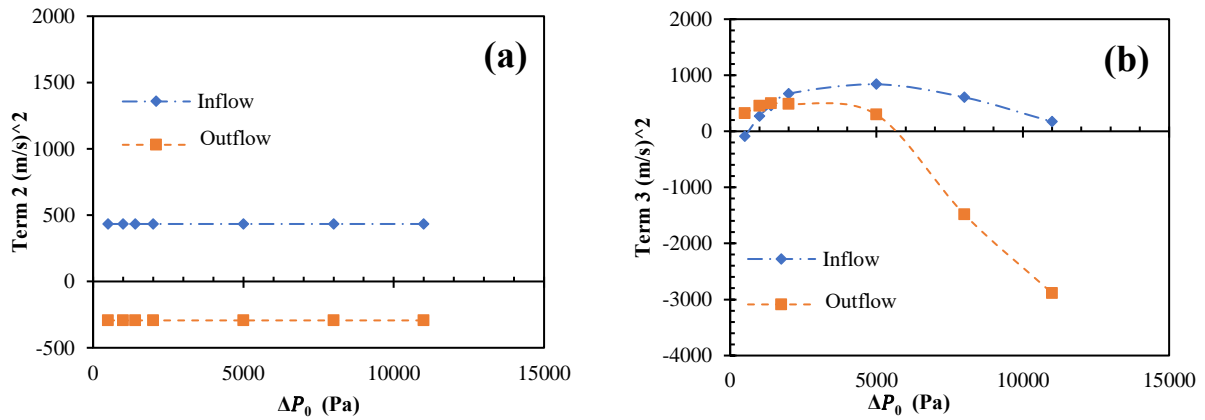 2000
1500
1000
500
0
-500
Term 2 (m/s)^2
(a)
Inflow
Outflow
0
5000
10000
15000
ΔP₀ (Pa)
2000
1000
0
-1000
-2000
-3000
-4000
Term 3 (m/s)^2
(b)
Inflow
Outflow
0
5000
10000
15000
ΔP₀ (Pa)